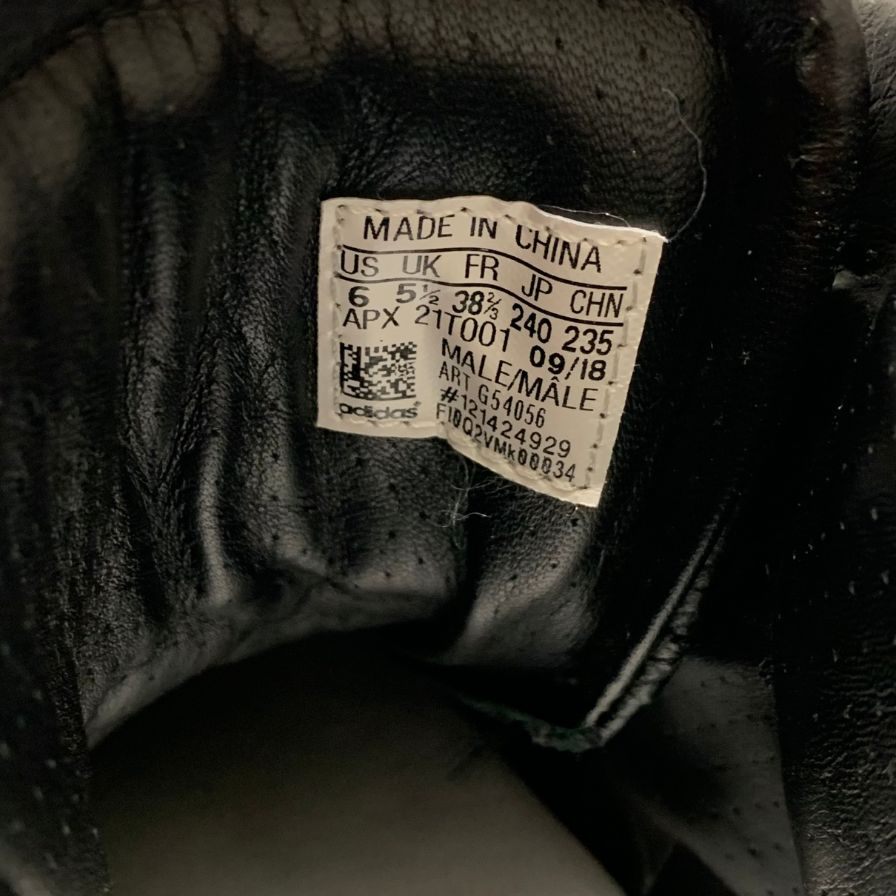 MADE IN CHINA
US UK FR JP CHN
6 5½ 38⅔ 240 235
APX 21T001 09/18
MALE/MÂLE
ART G54056
#121424929
FI0Q2VMk00034
adidas